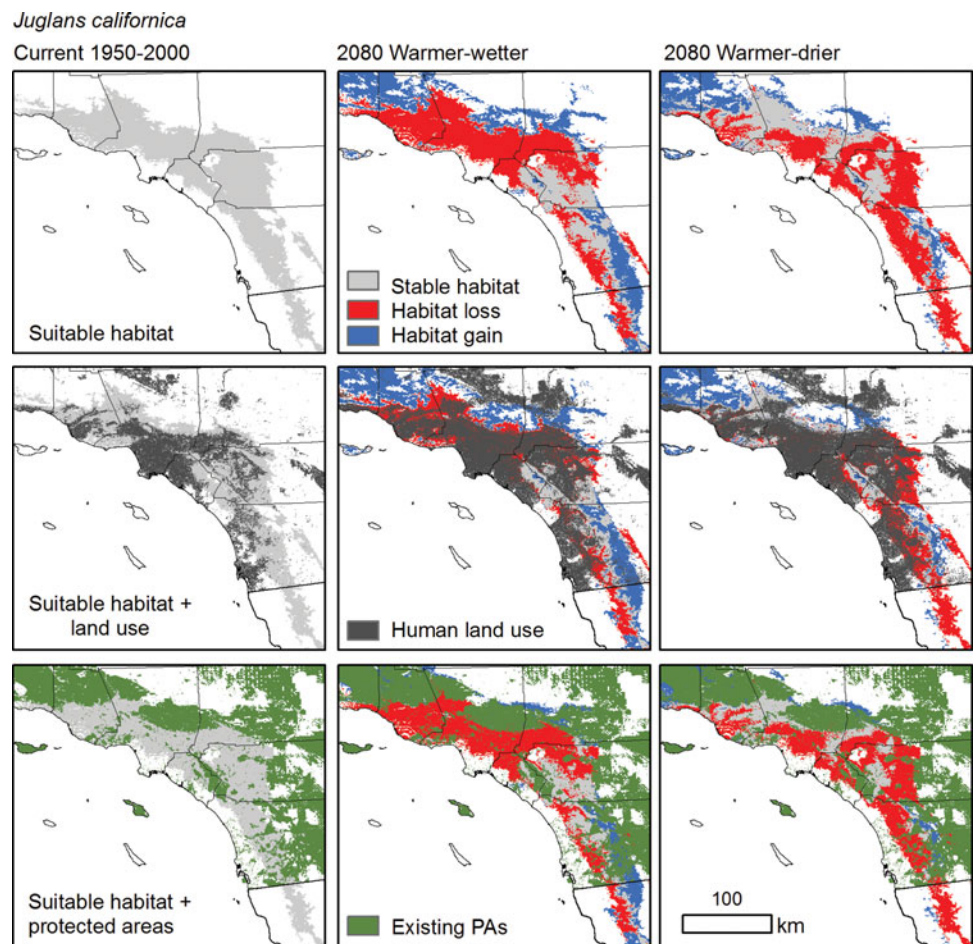 Juglans californica
Current 1950-2000
2080 Warmer-wetter
2080 Warmer-drier
Suitable habitat
Stable habitat
Habitat loss
Habitat gain
Suitable habitat +
land use
Human land use
Suitable habitat +
protected areas
Existing PAs
100
km